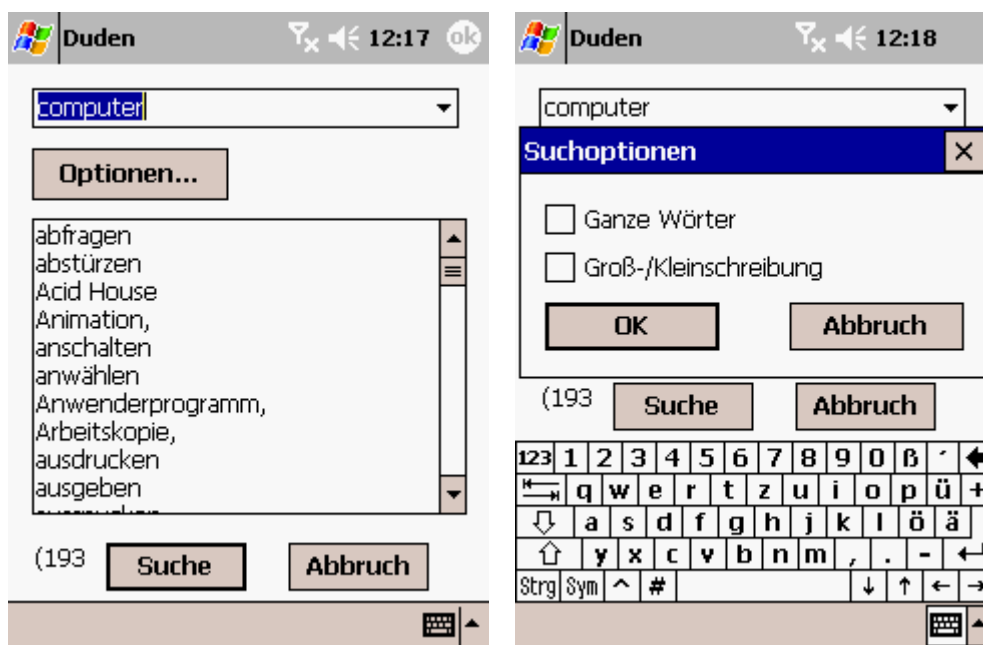 Duden 12:17 ok
computer
Optionen...
abfragen
abstürzen
Acid House
Animation,
anschalten
anwählen
Anwenderprogramm,
Arbeitskopie,
ausdrucken
ausgeben
(193 Suche Abbruch
Duden 12:18
computer
Suchoptionen
Ganze Wörter
Groß-/Kleinschreibung
OK Abbruch
(193 Suche Abbruch
123 1 2 3 4 5 6 7 8 9 0 ß ´
q w e r t z u i o p ü +
a s d f g h j k l ö ä
y x c v b n m , . -
Strg Sym ^ #